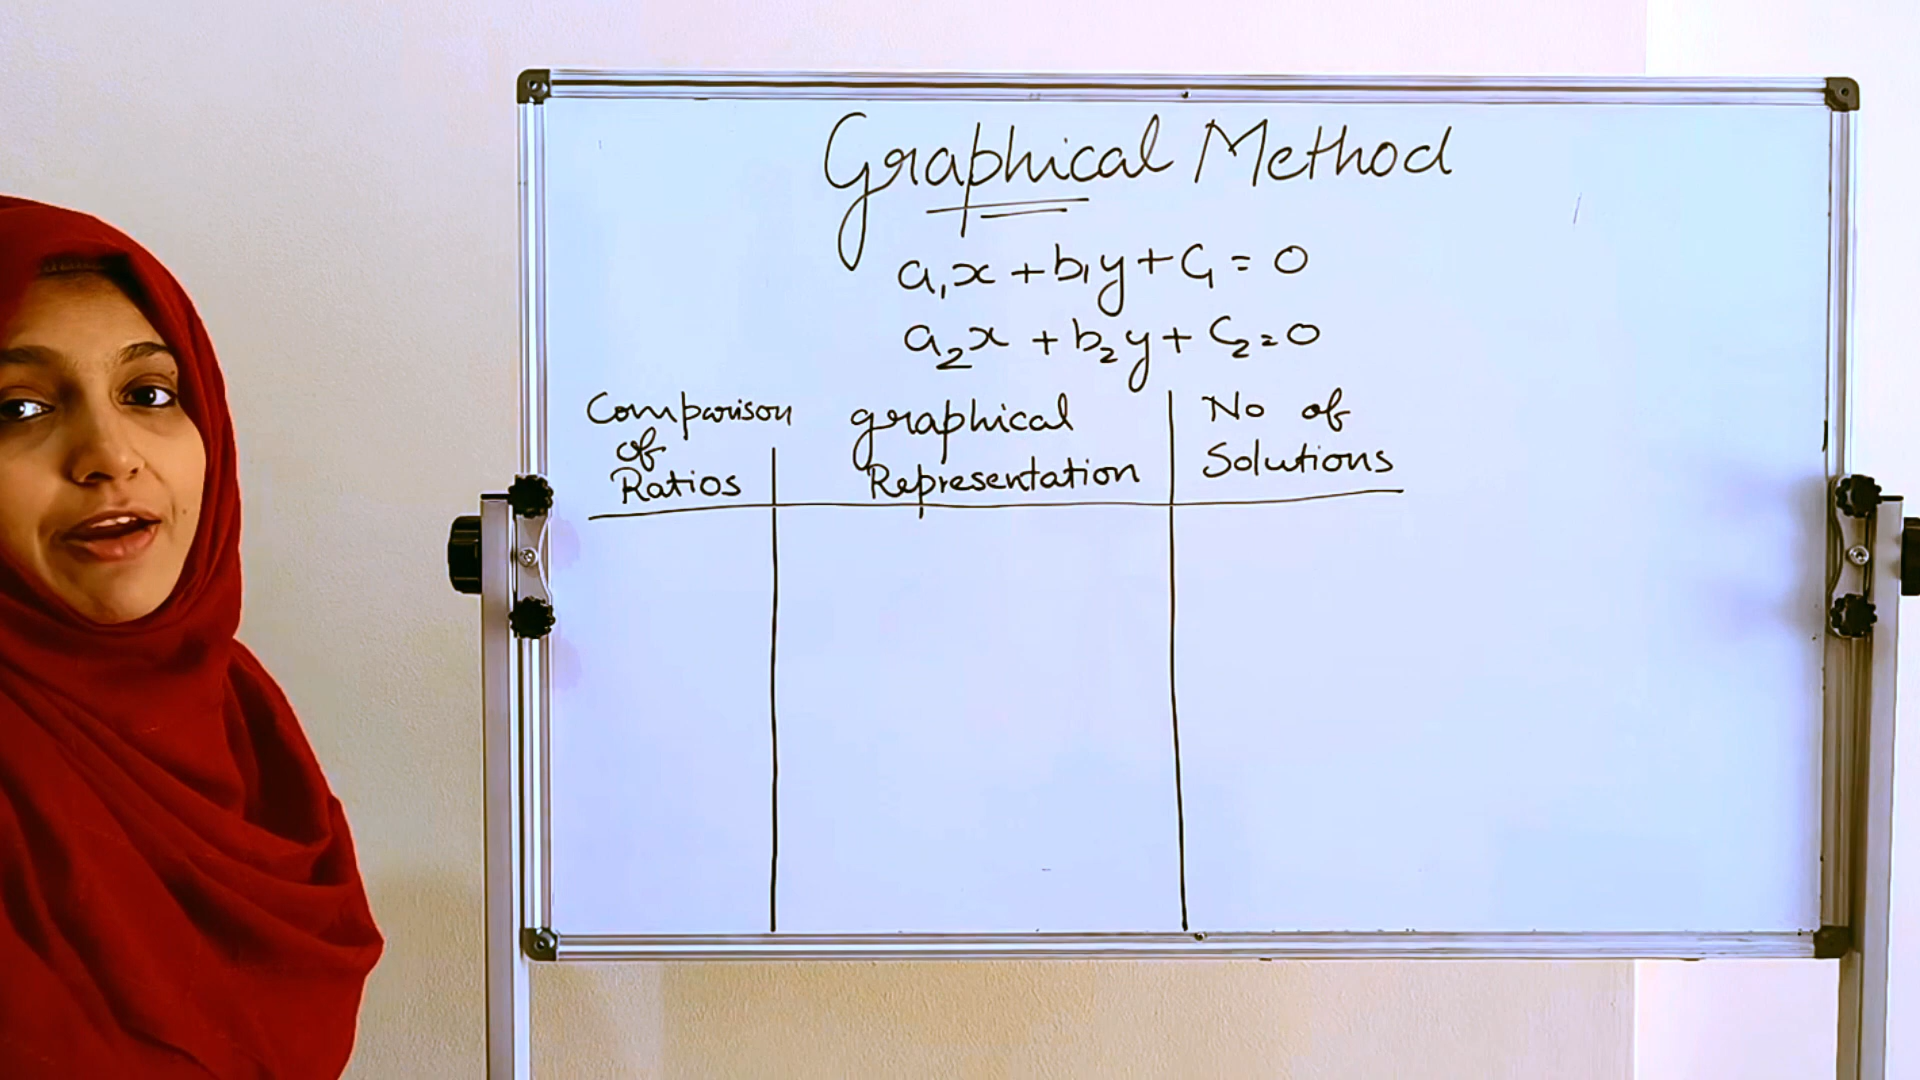 Graphical Method
a₁x + b₁y + C₁ = 0
a₂x + b₂y + C₂ = 0
Comparison
of
Ratios
graphical
Representation
No of
Solutions